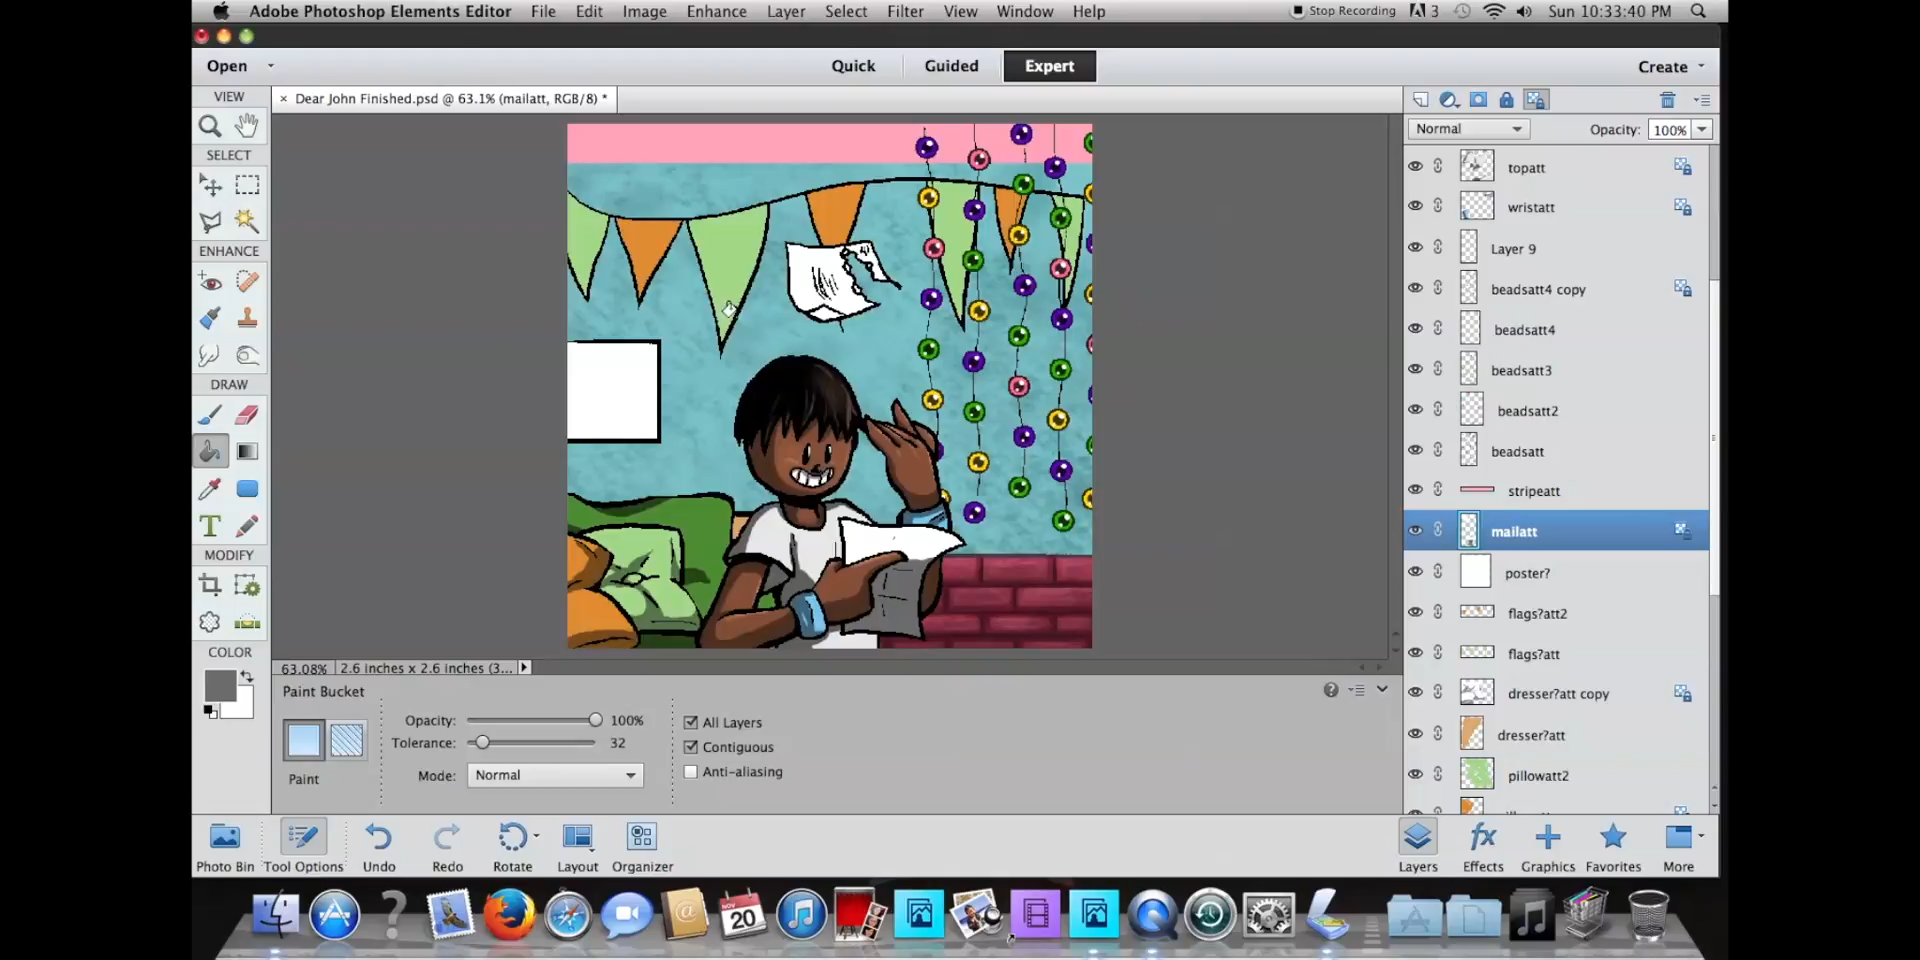 Adobe Photoshop Elements Editor File Edit Image Enhance Layer Select Filter View Window Help Stop Recording 3 Sun 10:33:40 PM
Open Quick Guided Expert Create
VIEW × Dear John Finished.psd @ 63.1% (mailatt, RGB/8) *
Normal Opacity: 100%
SELECT
topatt
wristatt
ENHANCE
Layer 9
beadsatt4 copy
beadsatt4
beadsatt3
DRAW
beadsatt2
beadsatt
stripeatt
T
mailatt
MODIFY
poster?
flags?att2
COLOR
flags?att
63.08% 2.6 inches x 2.6 inches (3...
dresser?att copy
Paint Bucket
Opacity: 100% All Layers
dresser?att
Tolerance: 32 Contiguous
Paint Mode: Normal Anti-aliasing
pillowatt2
Photo Bin Tool Options Undo Redo Rotate Layout Organizer Layers fx Effects Graphics Favorites More
NOV
20